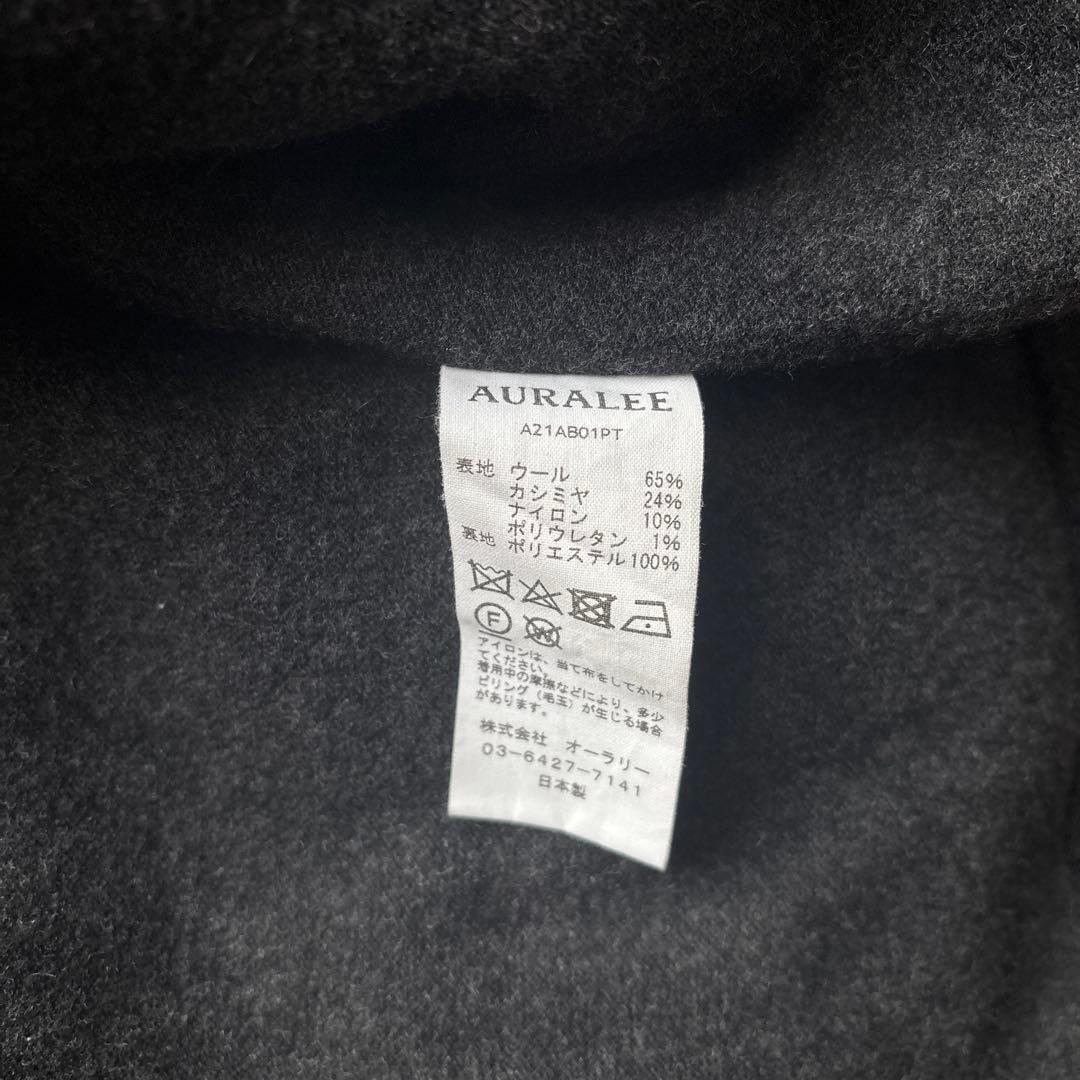 AURALEE
A21AB01PT
表地 ウール 65%
カシミヤ 24%
ナイロン 10%
ポリウレタン 1%
裏地 ポリエステル 100%
F
W
アイロンは、当て布をしてかけ
てください。
着用中の摩擦などにより、多少
ピリング(毛玉)が生じる場合
があります。
株式会社 オーラリー
03-6427-7141
日本製